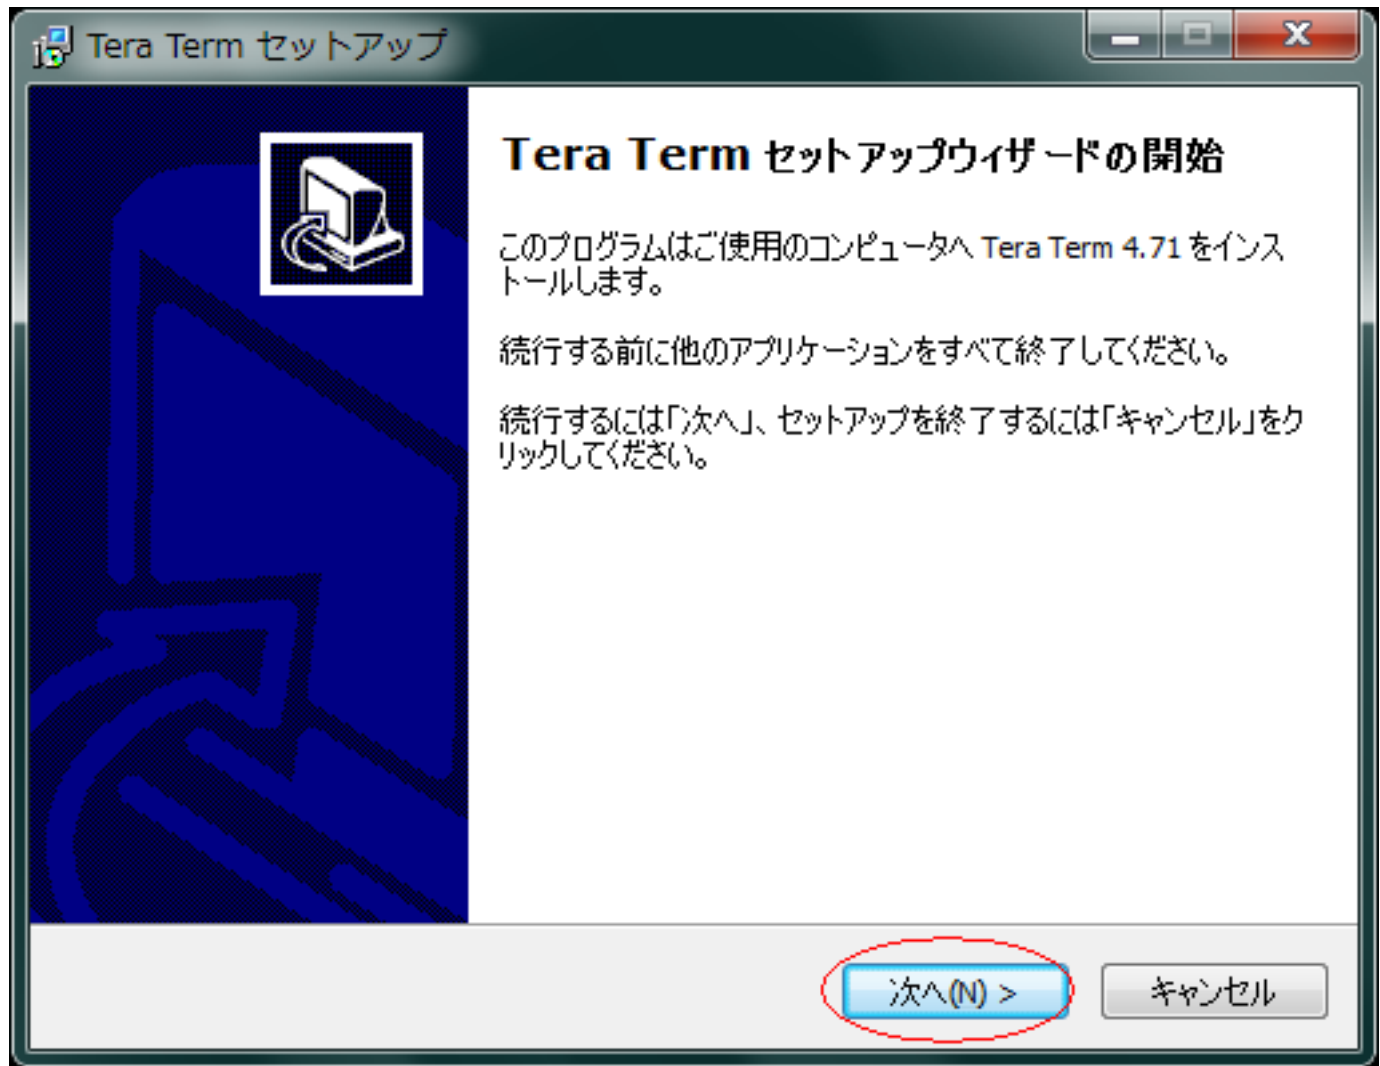 Tera Term セットアップ
Tera Term セットアップウィザードの開始
このプログラムはご使用のコンピュータへ Tera Term 4.71 をインス
トールします。
続行する前に他のアプリケーションをすべて終了してください。
続行するには「次へ」、セットアップを終了するには「キャンセル」をク
リックしてください。
次へ(N) >
キャンセル